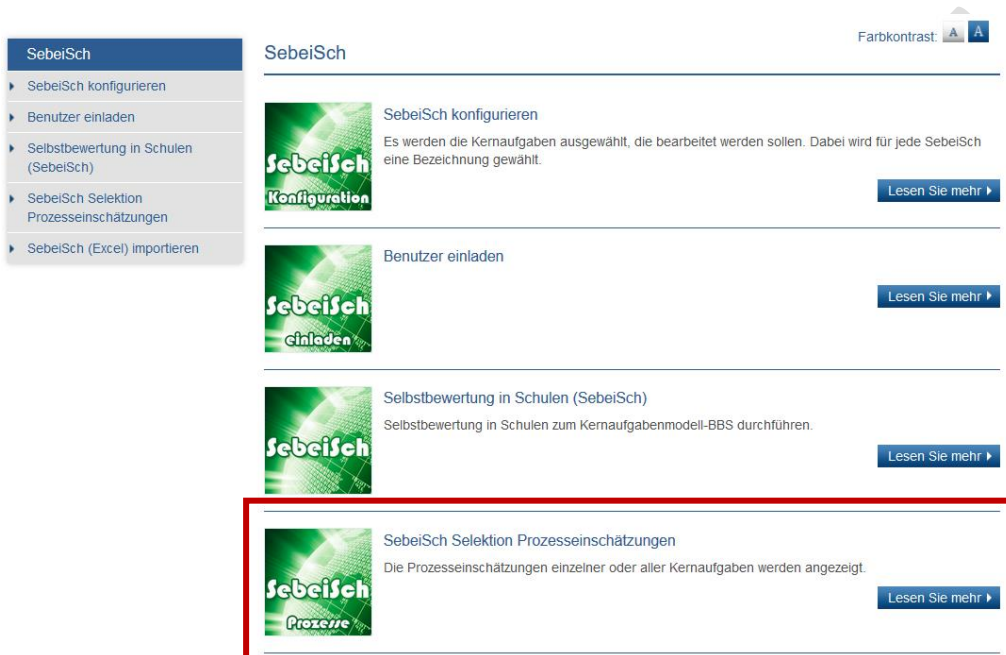 Farbkontrast: A A
SebeiSch
SebeiSch konfigurieren
Benutzer einladen
Selbstbewertung in Schulen
(SebeiSch)
SebeiSch Selektion
Prozesseinschätzungen
SebeiSch (Excel) importieren
SebeiSch
SebeiSch
Konfiguration
SebeiSch konfigurieren
Es werden die Kernaufgaben ausgewählt, die bearbeitet werden sollen. Dabei wird für jede SebeiSch
eine Bezeichnung gewählt.
Lesen Sie mehr
SebeiSch
einladen
Benutzer einladen
Lesen Sie mehr
SebeiSch
Selbstbewertung in Schulen (SebeiSch)
Selbstbewertung in Schulen zum Kernaufgabenmodell-BBS durchführen.
Lesen Sie mehr
SebeiSch
Prozesse
SebeiSch Selektion Prozesseinschätzungen
Die Prozesseinschätzungen einzelner oder aller Kernaufgaben werden angezeigt.
Lesen Sie mehr